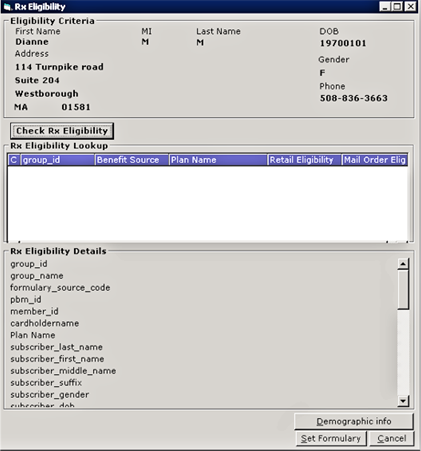 Rx Eligibility
Eligibility Criteria
First Name MI Last Name DOB
Dianne M M 19700101
Address
114 Turnpike road
Gender
Suite 204 F
Westborough Phone
MA 01581 508-836-3663
Check Rx Eligibility
Rx Eligibility Lookup
C group_id Benefit Source Plan Name Retail Eligibility Mail Order Elig
Rx Eligibility Details
group_id
group_name
formulary_source_code
pbm_id
member_id
cardholdername
Plan Name
subscriber_last_name
subscriber_first_name
subscriber_middle_name
subscriber_suffix
subscriber_gender
subscriber_dob
Demographic info
Set Formulary Cancel